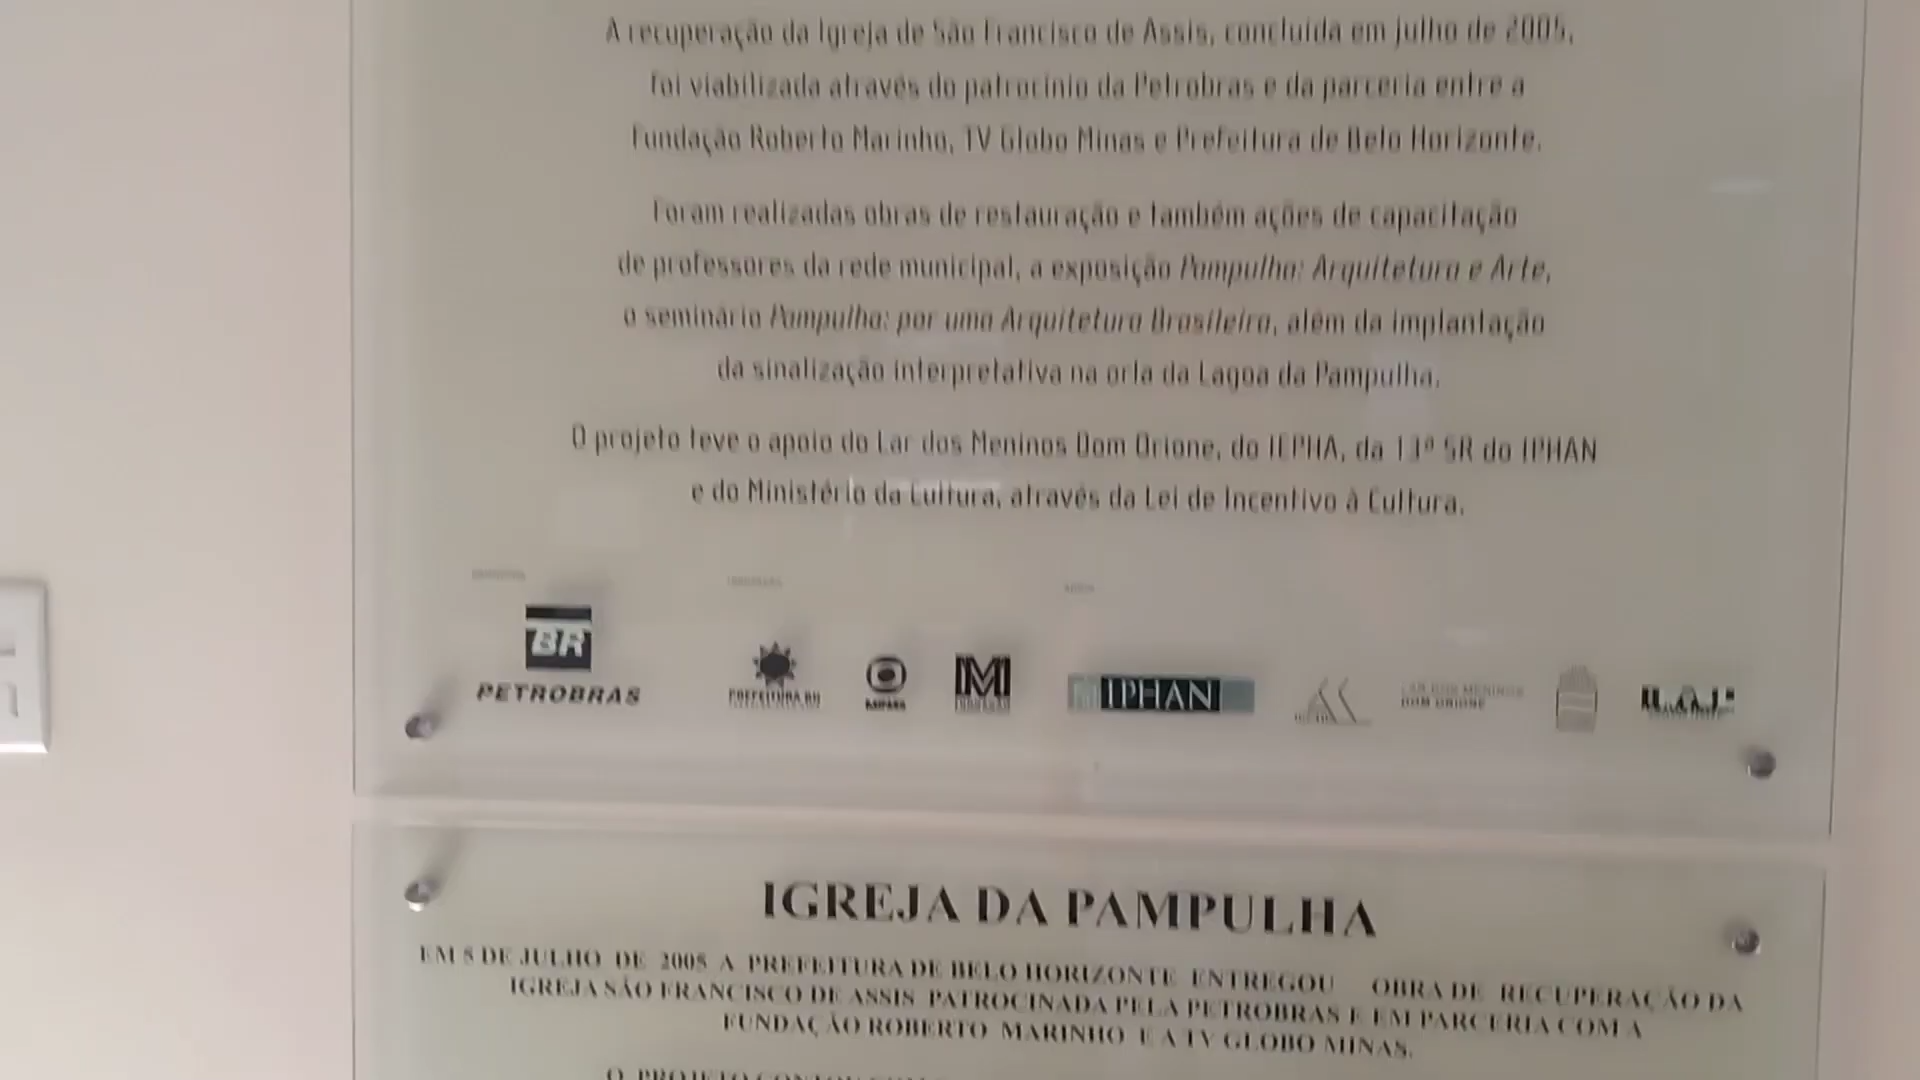 A recuperação da Igreja de São Francisco de Assis, concluída em julho de 2005,
foi viabilizada através do patrocínio da Petrobras e da parceria entre a
Fundação Roberto Marinho, TV Globo Minas e Prefeitura de Belo Horizonte.
Foram realizadas obras de restauração e também ações de capacitação
de professores da rede municipal, a exposição Pampulha: Arquitetura e Arte,
o seminário Pampulha: por uma Arquitetura Brasileira, além da implantação
da sinalização interpretativa na orla da Lagoa da Pampulha.
O projeto teve o apoio do Lar dos Meninos Dom Orione, do IEPHA, da 13ª SR do IPHAN
e do Ministério da Cultura, através da Lei de Incentivo à Cultura.
BR
PETROBRAS
PREFEITURA BH
IPHAN
LAR DOS MENINOS
DOM ORIONE
IGREJA DA PAMPULHA
EM 5 DE JULHO DE 2005 A PREFEITURA DE BELO HORIZONTE ENTREGOU OBRA DE RECUPERAÇÃO DA
IGREJA SÃO FRANCISCO DE ASSIS PATROCINADA PELA PETROBRAS E EM PARCERIA COM A
FUNDAÇÃO ROBERTO MARINHO E A TV GLOBO MINAS.
O PROJETO CONTOU